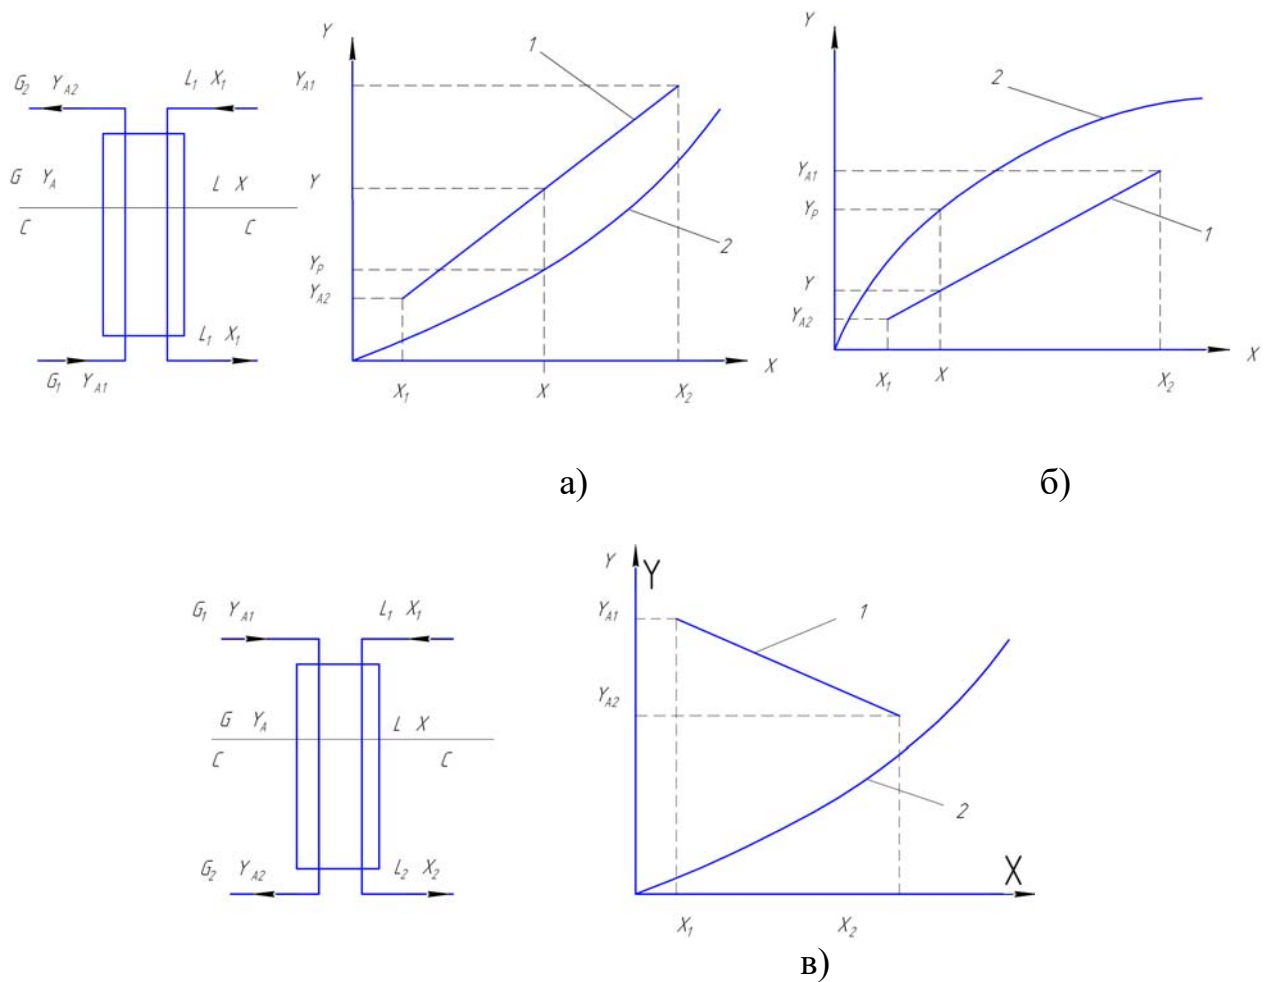 G2 YA2 L1 X1
G YA L X
C C
L1 X1
G1 YA1
Y 1
YA1
Y
2
YP
YA2
X
X1 X X2
Y
2
YA1
YP
1
Y
YA2
X
X1 X X2
а) б)
G1 YA1 L1 X1
G YA L X
C C
G2 YA2 L2 X2
Y Y
YA1 1
YA2
2
X
X1 X2
в)